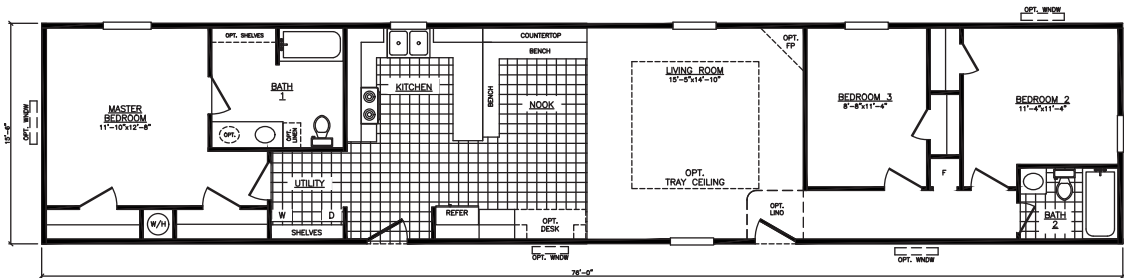 OPT. WNDW
OPT. SHELVES
COUNTERTOP
BENCH
OPT.
FP
BATH
1
KITCHEN
BENCH
NOOK
LIVING ROOM
15'-5"x14'-10"
BEDROOM 3
8'-8"x11'-4"
BEDROOM 2
11'-4"x11'-4"
MASTER
BEDROOM
11'-10"x12'-8"
OPT. WNDW
15'-6"
OPT.
OPT.
LINEN
UTILITY
OPT.
TRAY CEILING
F
W/H
W D
SHELVES
REFER
OPT.
DESK
OPT.
LINO
BATH
2
OPT. WNDW
OPT. WNDW
76'-0"